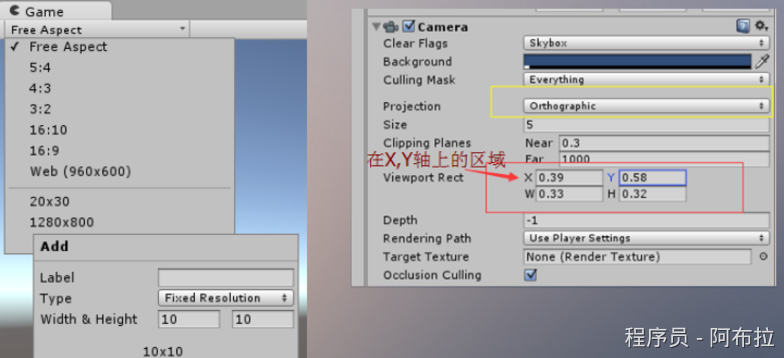 Game
Free Aspect
✓ Free Aspect
5:4
4:3
3:2
16:10
16:9
Web (960x600)
20x30
1280x800
Add
Label
Type Fixed Resolution
Width & Height 10 10
10x10
Camera
Clear Flags Skybox
Background
Culling Mask Everything
Projection Orthographic
Size 5
Clipping Planes Near 0.3
Far 1000
在X,Y轴上的区域
Viewport Rect X 0.39 Y 0.58
W 0.33 H 0.32
Depth -1
Rendering Path Use Player Settings
Target Texture None (Render Texture)
Occlusion Culling
程序员 - 阿布拉